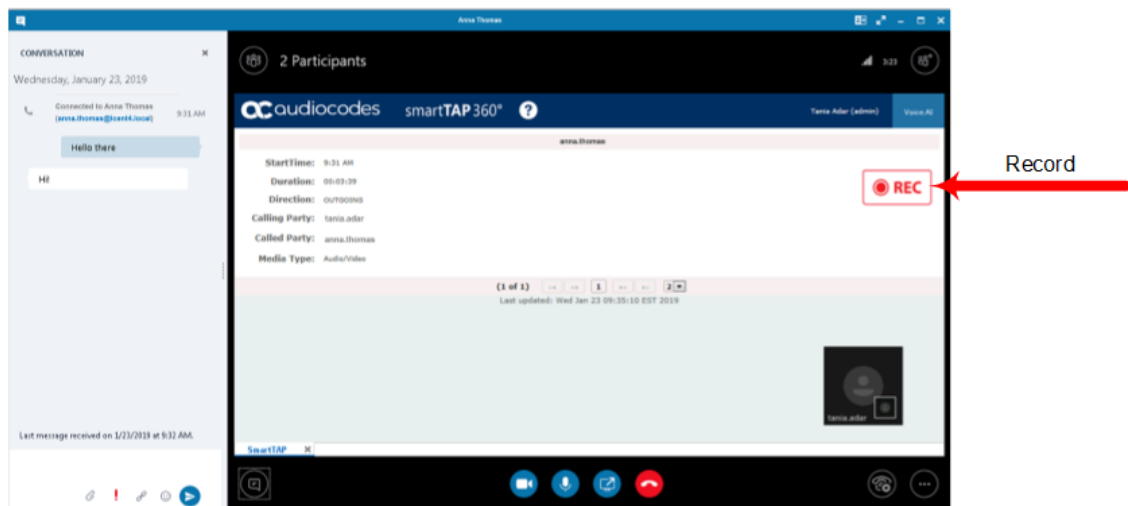 Anna Thomas
CONVERSATION
Wednesday, January 23, 2019
Connected to Anna Thomas
(anna.thomas@loant4.local)
9:31 AM
Hello there
Hi!
Last message received on 1/23/2019 at 9:32 AM.
2 Participants
3:23
audiocodes smartTAP 360° ?
Tania Adar (admin)
Voice.AI
anna.thomas
StartTime: 9:31 AM
Duration: 00:03:39
Direction: OUTGOING
Calling Party: tania.adar
Called Party: anna.thomas
Media Type: Audio/Video
REC
Record
(1 of 1) 1 2
Last updated: Wed Jan 23 09:35:10 EST 2019
tania.adar
SmartTAP